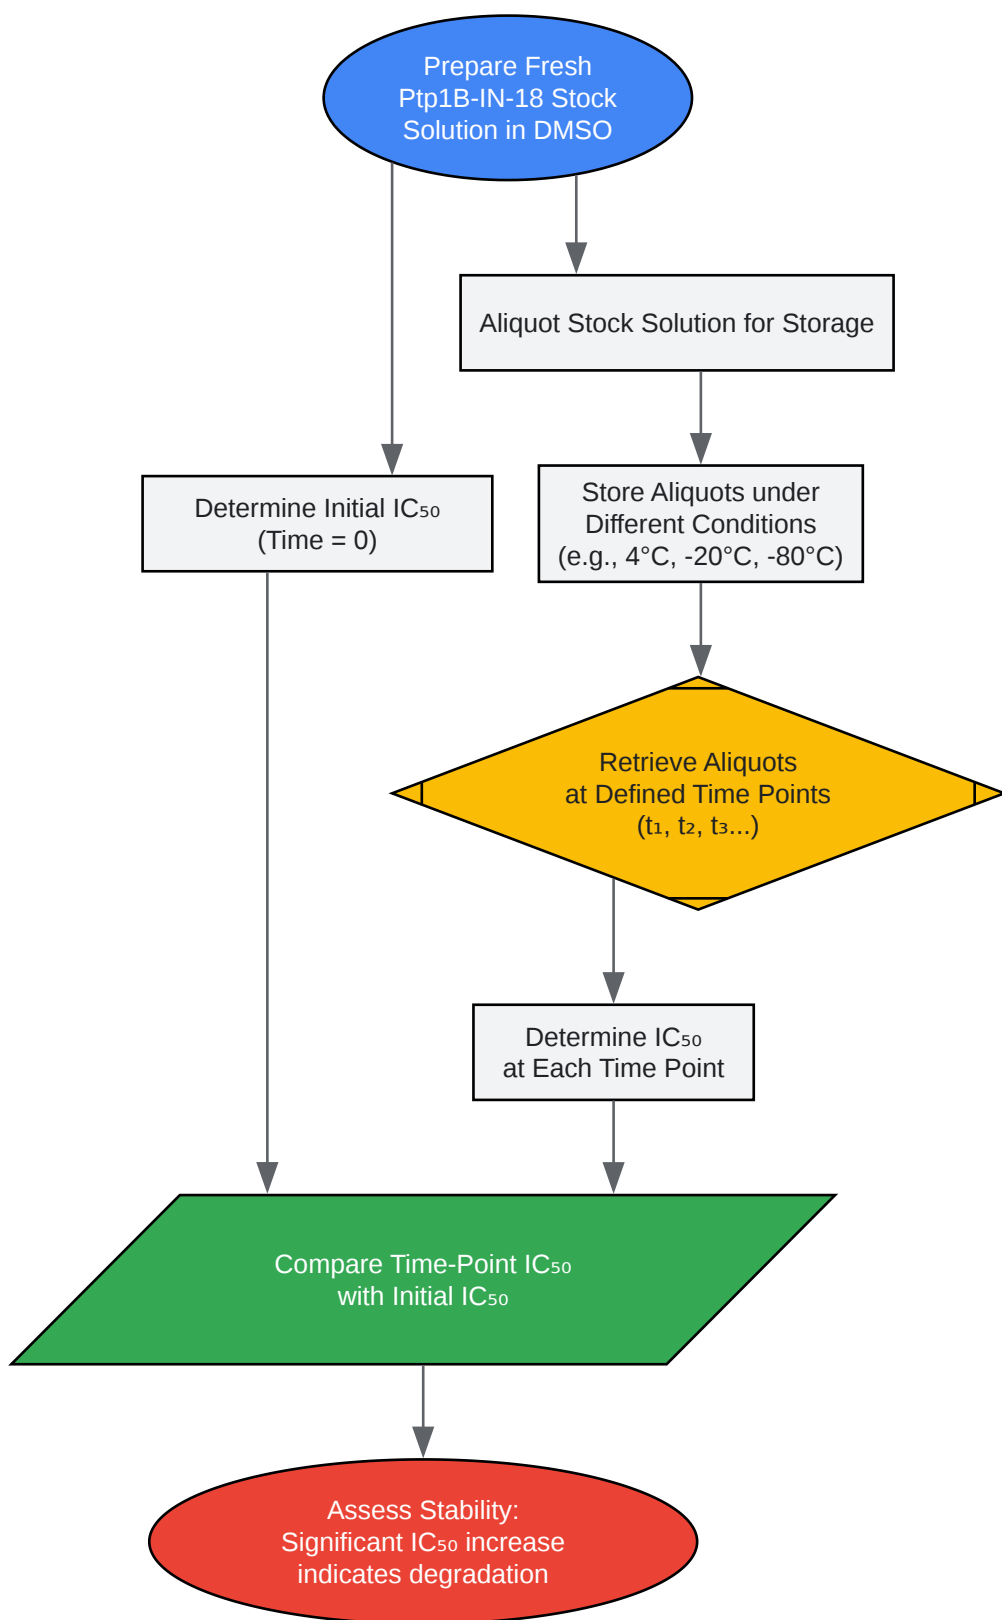 Prepare Fresh
Ptp1B-IN-18 Stock
Solution in DMSO
Aliquot Stock Solution for Storage
Determine Initial IC₅₀
(Time = 0)
Store Aliquots under
Different Conditions
(e.g., 4°C, -20°C, -80°C)
Retrieve Aliquots
at Defined Time Points
(t₁, t₂, t₃...)
Determine IC₅₀
at Each Time Point
Compare Time-Point IC₅₀
with Initial IC₅₀
Assess Stability:
Significant IC₅₀ increase
indicates degradation